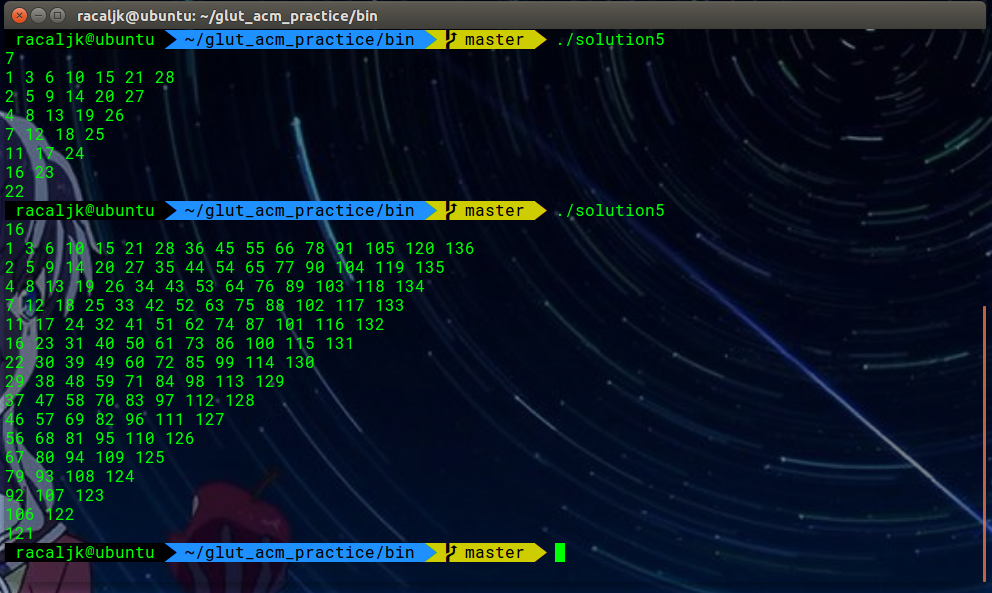 racaljk@ubuntu: ~/glut_acm_practice/bin
racaljk@ubuntu ~/glut_acm_practice/bin master ./solution5
7
1 3 6 10 15 21 28
2 5 9 14 20 27
4 8 13 19 26
7 12 18 25
11 17 24
16 23
22
racaljk@ubuntu ~/glut_acm_practice/bin master ./solution5
16
1 3 6 10 15 21 28 36 45 55 66 78 91 105 120 136
2 5 9 14 20 27 35 44 54 65 77 90 104 119 135
4 8 13 19 26 34 43 53 64 76 89 103 118 134
7 12 18 25 33 42 52 63 75 88 102 117 133
11 17 24 32 41 51 62 74 87 101 116 132
16 23 31 40 50 61 73 86 100 115 131
22 30 39 49 60 72 85 99 114 130
29 38 48 59 71 84 98 113 129
37 47 58 70 83 97 112 128
46 57 69 82 96 111 127
56 68 81 95 110 126
67 80 94 109 125
79 93 108 124
92 107 123
106 122
121
racaljk@ubuntu ~/glut_acm_practice/bin master